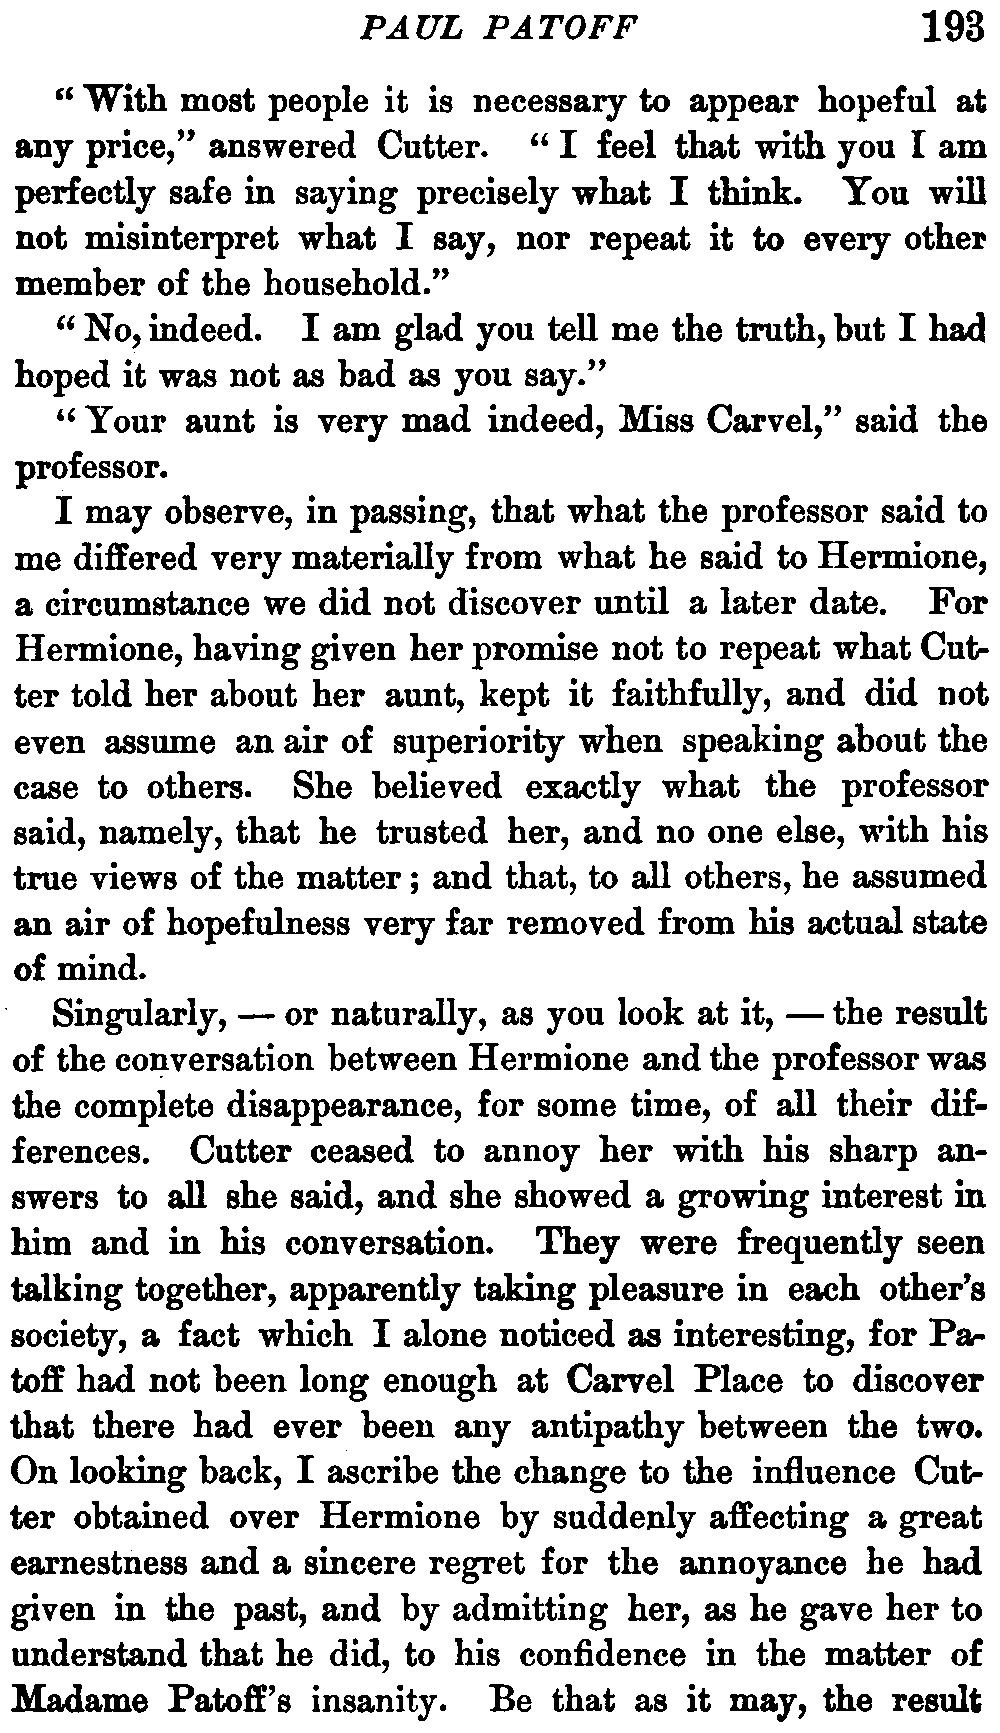 PAUL PATOFF 193
“ With most people it is necessary to appear hopeful at
any price,” answered Cutter. “ I feel that with you I am
perfectly safe in saying precisely what I think. You will
not misinterpret what I say, nor repeat it to every other
member of the household.”
“ No, indeed. I am glad you tell me the truth, but I had
hoped it was not as bad as you say.”
“ Your aunt is very mad indeed, Miss Carvel,” said the
professor.
I may observe, in passing, that what the professor said to
me differed very materially from what he said to Hermione,
a circumstance we did not discover until a later date. For
Hermione, having given her promise not to repeat what Cut-
ter told her about her aunt, kept it faithfully, and did not
even assume an air of superiority when speaking about the
case to others. She believed exactly what the professor
said, namely, that he trusted her, and no one else, with his
true views of the matter ; and that, to all others, he assumed
an air of hopefulness very far removed from his actual state
of mind.
Singularly, — or naturally, as you look at it, — the result
of the conversation between Hermione and the professor was
the complete disappearance, for some time, of all their dif-
ferences. Cutter ceased to annoy her with his sharp an-
swers to all she said, and she showed a growing interest in
him and in his conversation. They were frequently seen
talking together, apparently taking pleasure in each other’s
society, a fact which I alone noticed as interesting, for Pa-
toff had not been long enough at Carvel Place to discover
that there had ever been any antipathy between the two.
On looking back, I ascribe the change to the influence Cut-
ter obtained over Hermione by suddenly affecting a great
earnestness and a sincere regret for the annoyance he had
given in the past, and by admitting her, as he gave her to
understand that he did, to his confidence in the matter of
Madame Patoff’s insanity. Be that as it may, the result